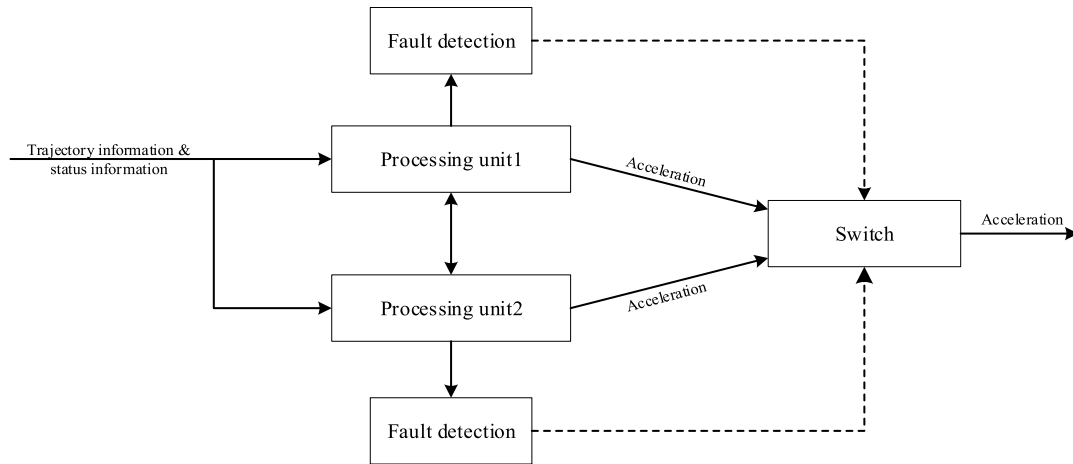 Fault detection
Trajectory information &
status information
Processing unit1
Acceleration
Switch
Acceleration
Processing unit2
Acceleration
Fault detection